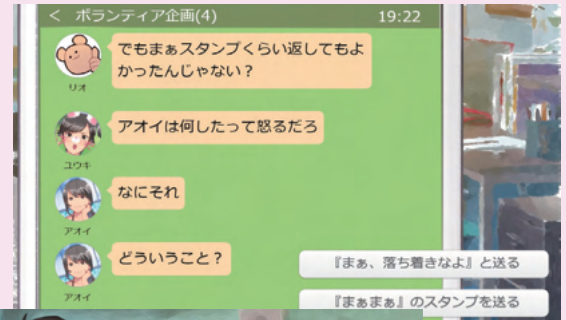 < ボランティア企画(4) 19:22
でもまぁスタンプくらい返してもよ
かったんじゃない？
リオ
アオイは何したって怒るだろ
ユウキ
なにそれ
アオイ
どういうこと？
アオイ
『まぁ、落ち着きなよ』と送る
『まぁまぁ』のスタンプを送る